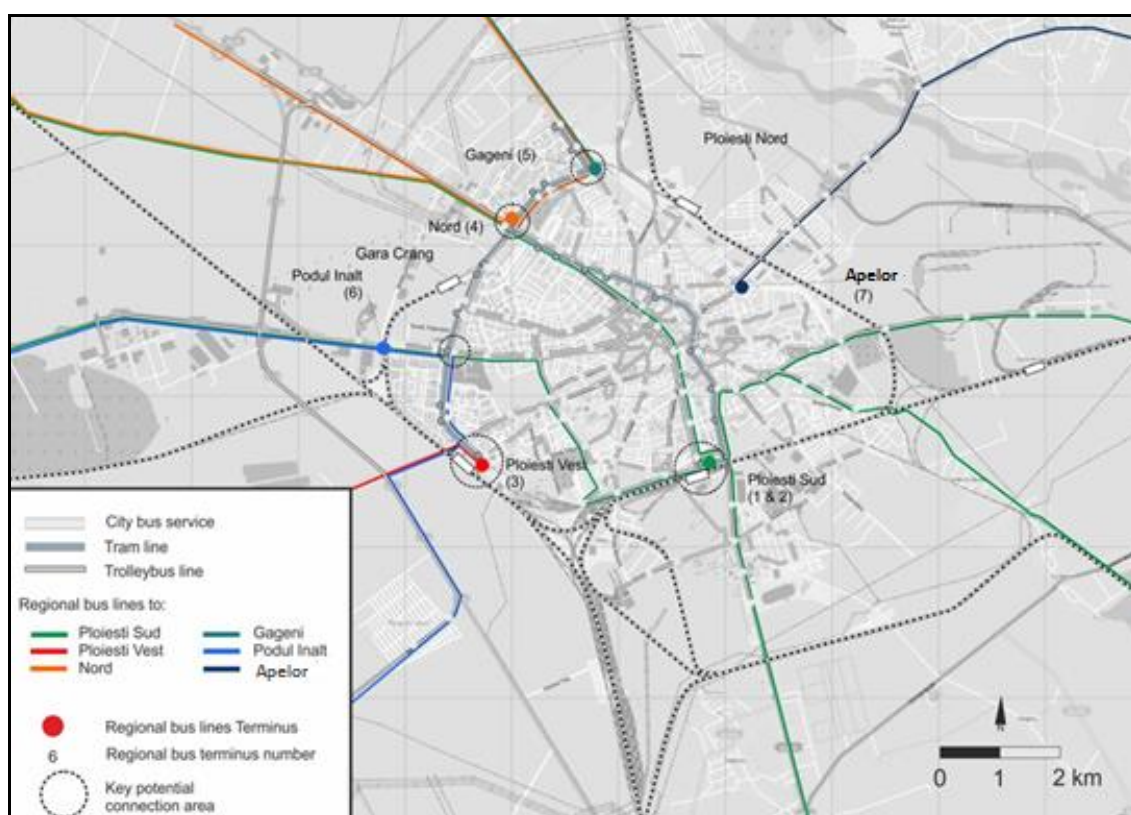 Ploiesti Nord
Gageni (5)
Nord (4)
Gara Crang
Podul Inalt
(6)
Apelor
(7)
Ploiesti Vest
(3)
Ploiesti Sud
(1 & 2)
City bus service
Tram line
Trolleybus line
Regional bus lines to:
Ploiesti Sud
Ploiesti Vest
Nord
Gageni
Podul Inalt
Apelor
Regional bus lines Terminus
6 Regional bus terminus number
Key potential
connection area
N
0 1 2 km